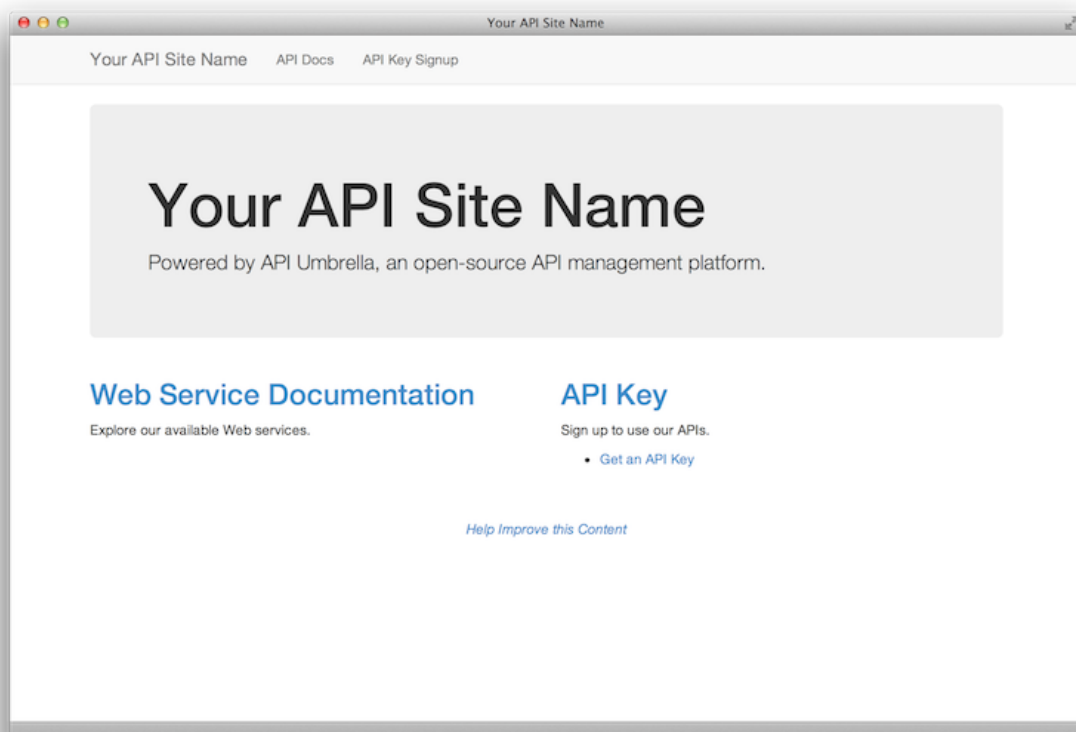 Your API Site Name
Your API Site Name API Docs API Key Signup
Your API Site Name
Powered by API Umbrella, an open-source API management platform.
Web Service Documentation
Explore our available Web services.
API Key
Sign up to use our APIs.
Get an API Key
Help Improve this Content